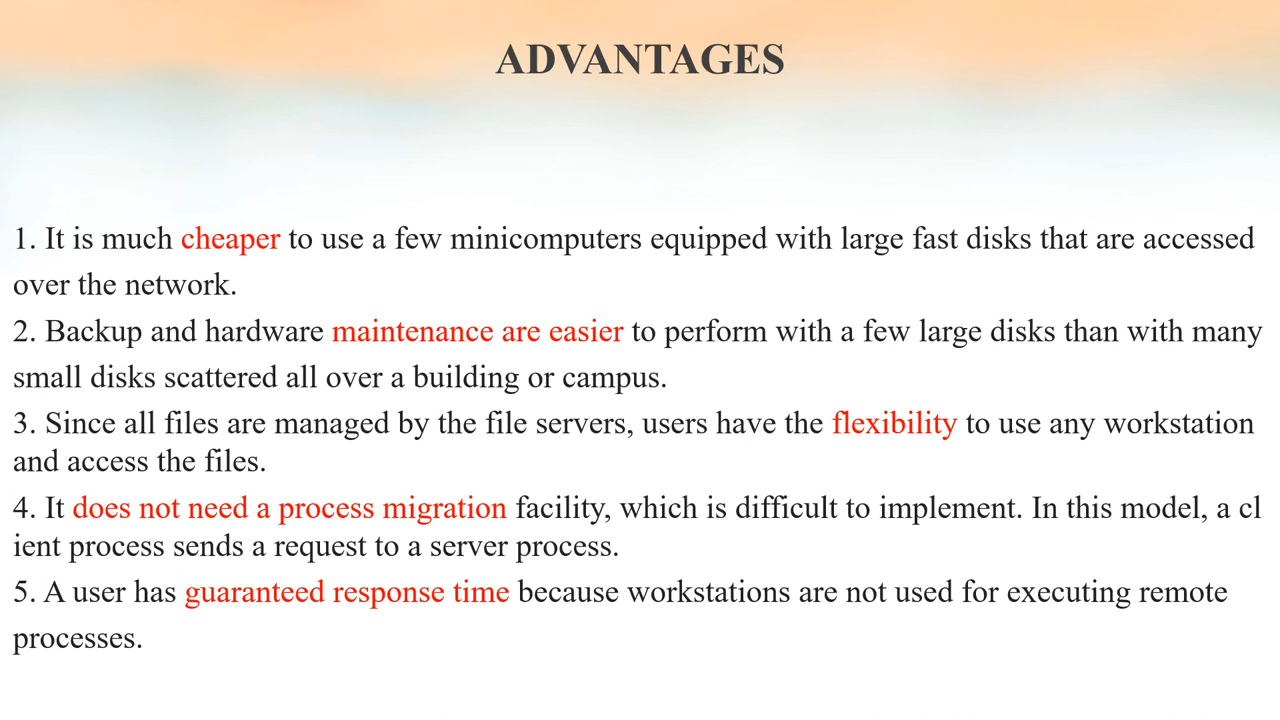 ADVANTAGES
1. It is much cheaper to use a few minicomputers equipped with large fast disks that are accessed
over the network.
2. Backup and hardware maintenance are easier to perform with a few large disks than with many
small disks scattered all over a building or campus.
3. Since all files are managed by the file servers, users have the flexibility to use any workstation
and access the files.
4. It does not need a process migration facility, which is difficult to implement. In this model, a cl
ient process sends a request to a server process.
5. A user has guaranteed response time because workstations are not used for executing remote
processes.